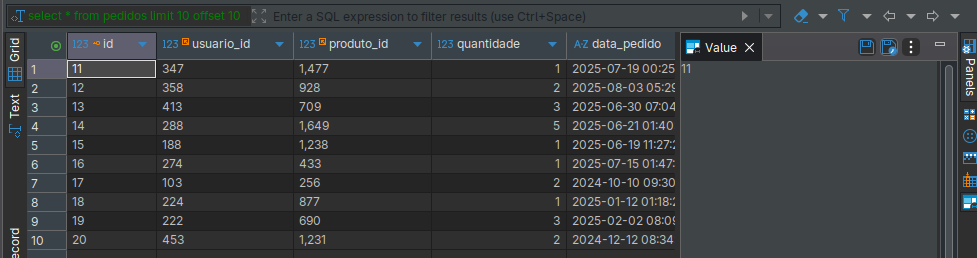 select * from pedidos limit 10 offset 10 Enter a SQL expression to filter results (use Ctrl+Space)
Grid
Text
ecord
123 id 123 usuario_id 123 produto_id 123 quantidade A-Z data_pedido
1 11 347 1,477 1 2025-07-19 00:25
2 12 358 928 2 2025-08-03 05:29
3 13 413 709 3 2025-06-30 07:04
4 14 288 1,649 5 2025-06-21 01:40
5 15 188 1,238 1 2025-06-19 11:27:2
6 16 274 433 1 2025-07-15 01:47:
7 17 103 256 2 2024-10-10 09:30
8 18 224 877 1 2025-01-12 01:18:2
9 19 222 690 3 2025-02-02 08:09
10 20 453 1,231 2 2024-12-12 08:34
Value
11
Panels